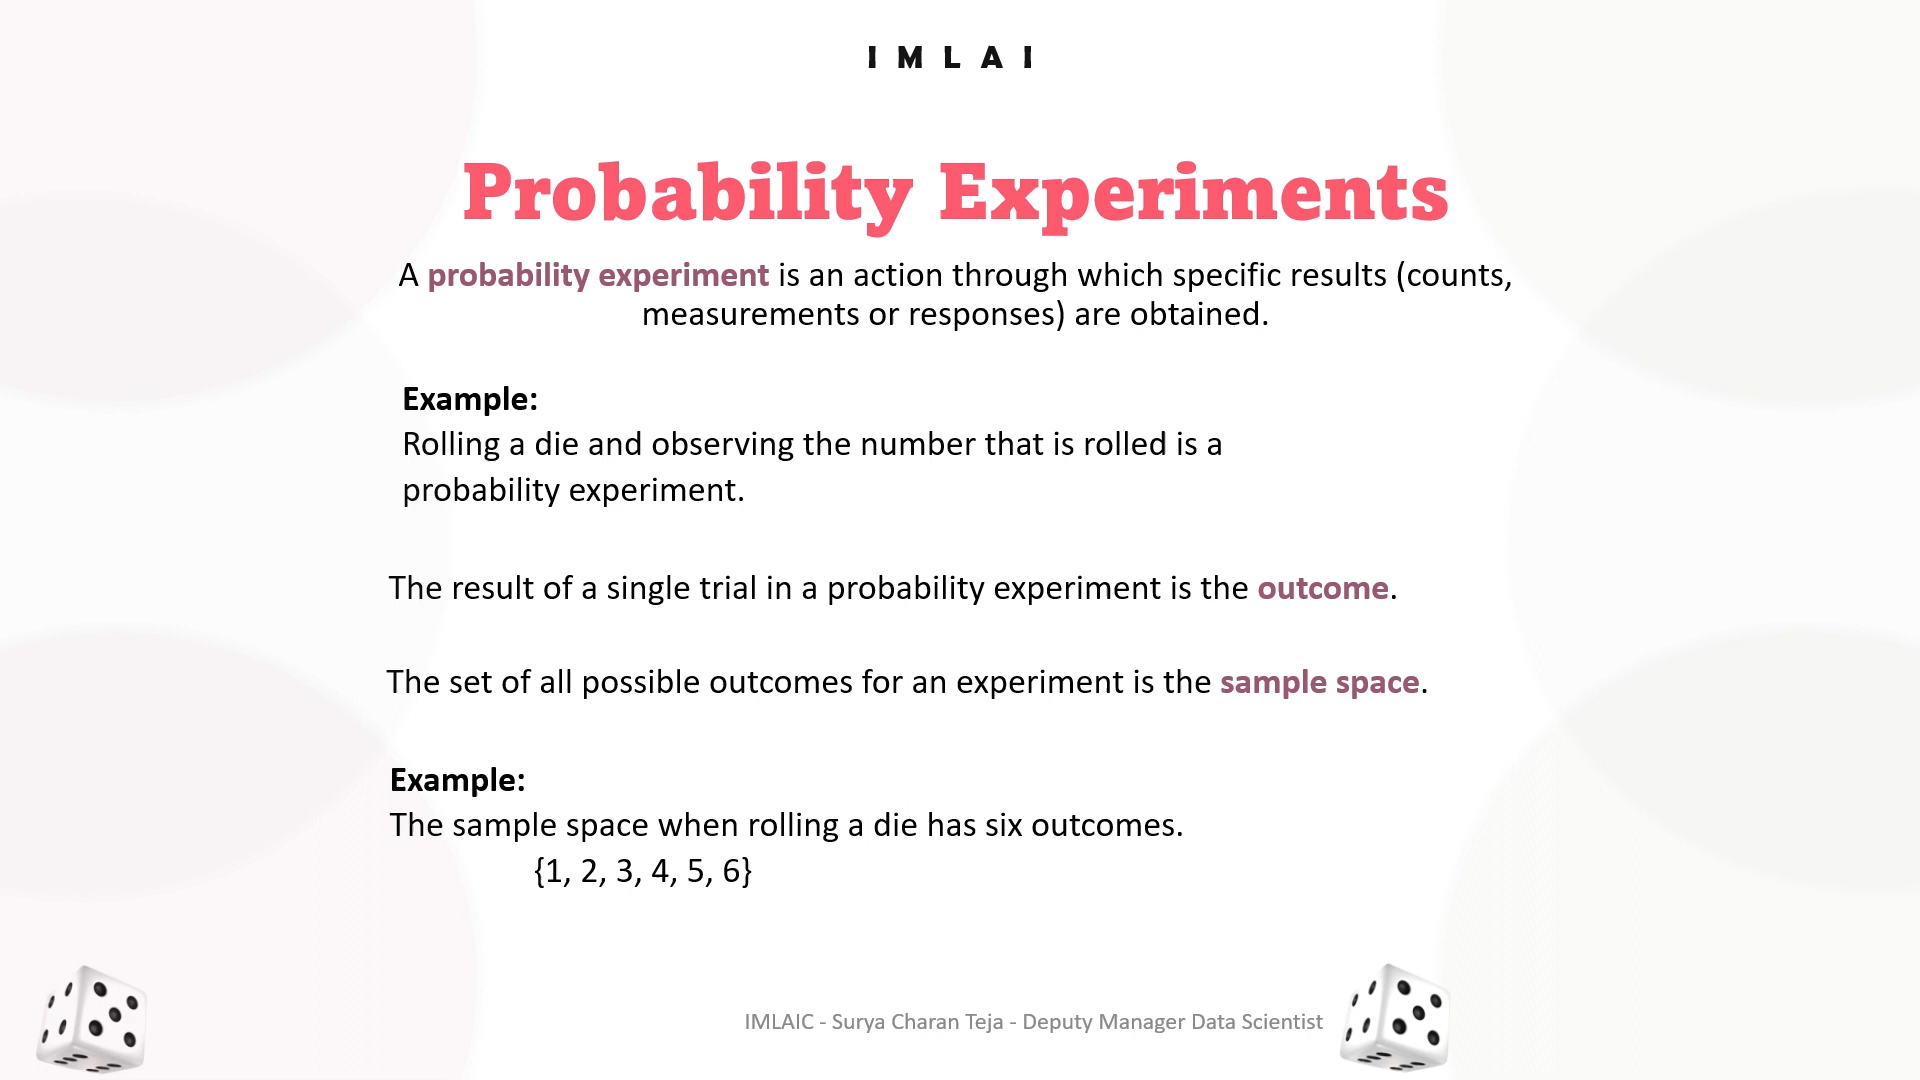 IMLAI
Probability Experiments
A probability experiment is an action through which specific results (counts,
measurements or responses) are obtained.
Example:
Rolling a die and observing the number that is rolled is a
probability experiment.
The result of a single trial in a probability experiment is the outcome.
The set of all possible outcomes for an experiment is the sample space.
Example:
The sample space when rolling a die has six outcomes.
{1, 2, 3, 4, 5, 6}
IMLAIC - Surya Charan Teja - Deputy Manager Data Scientist